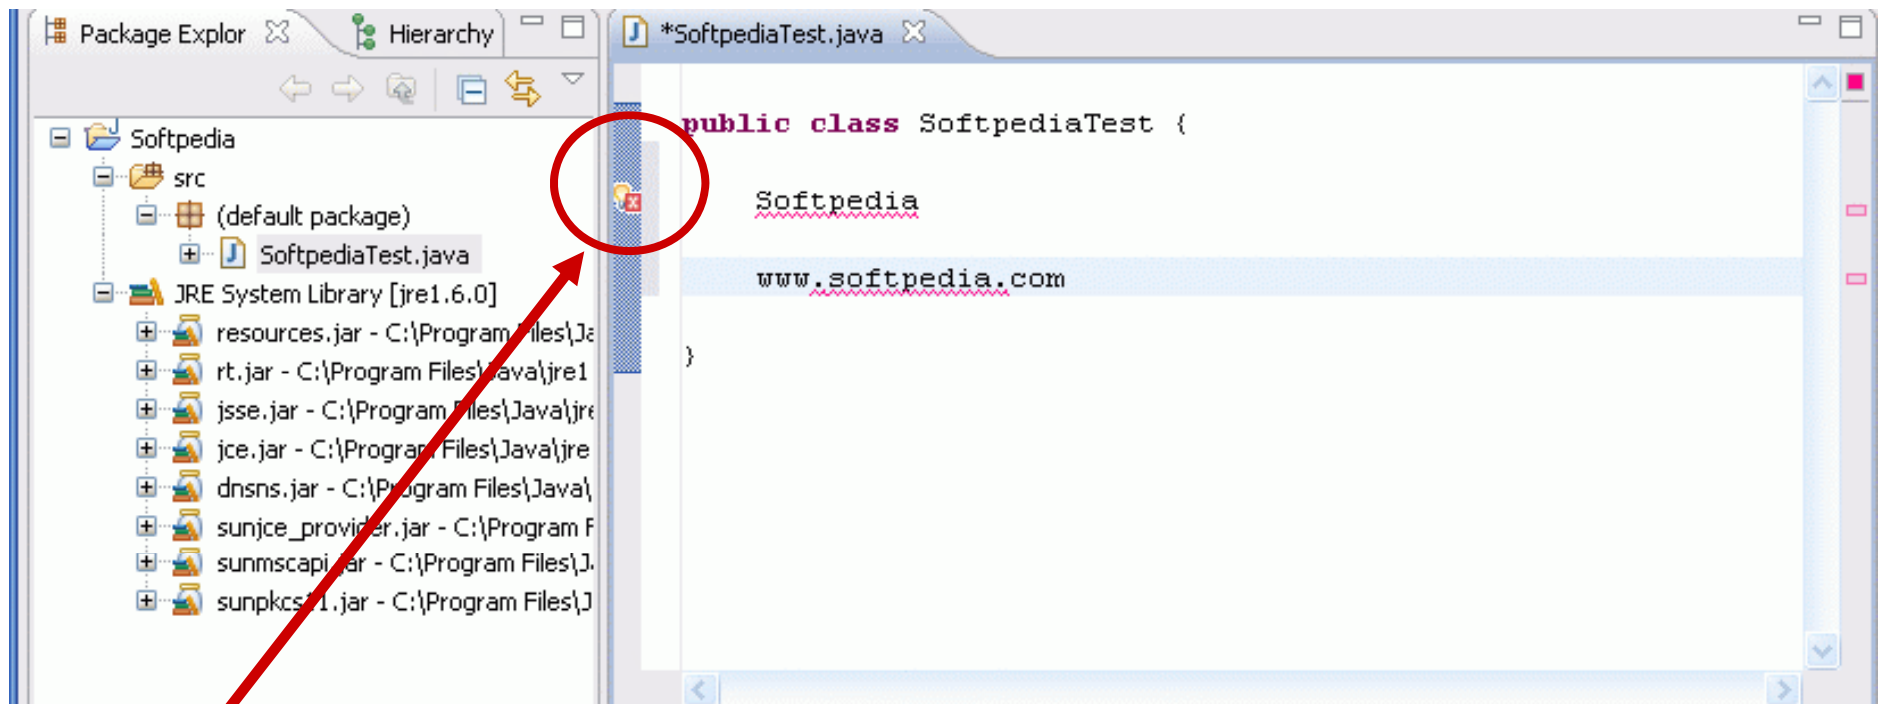 Package Explor
Hierarchy
*SoftpediaTest.java
Softpedia
src
(default package)
SoftpediaTest.java
JRE System Library [jre1.6.0]
resources.jar - C:\Program Files\Ja
rt.jar - C:\Program Files\Java\jre1
jsse.jar - C:\Program Files\Java\jre
jce.jar - C:\Program Files\Java\jre
dnsns.jar - C:\Program Files\Java\
sunjce_provider.jar - C:\Program F
sunmscapi.jar - C:\Program Files\J
sunpkcs11.jar - C:\Program Files\J
public class SoftpediaTest {
Softpedia
www.softpedia.com
}